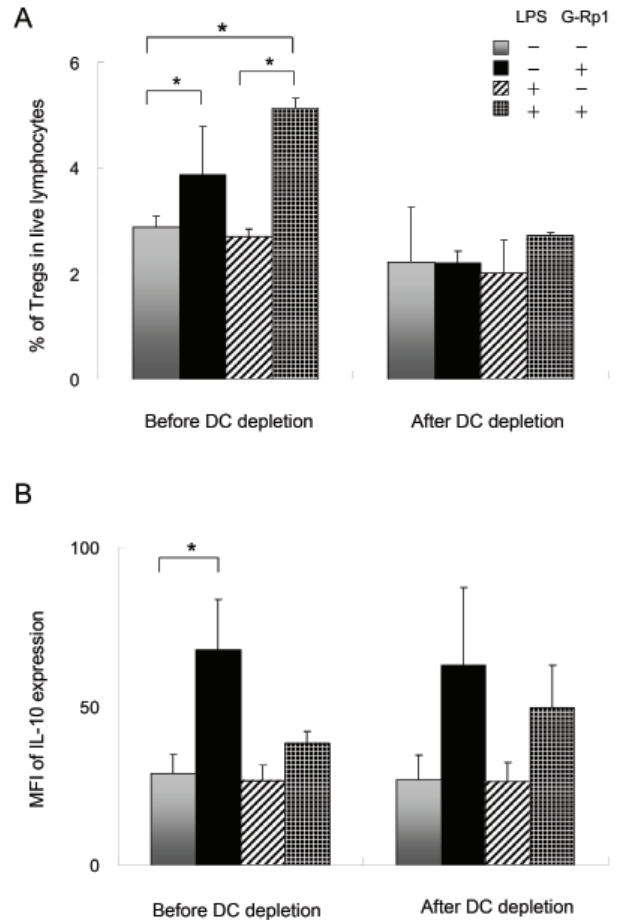 A
LPS G-Rp1
− −
− +
+ −
+ +
* * *
6
4
2
0
% of Tregs in live lymphocytes
Before DC depletion After DC depletion
B
*
100
50
0
MFI of IL-10 expression
Before DC depletion After DC depletion